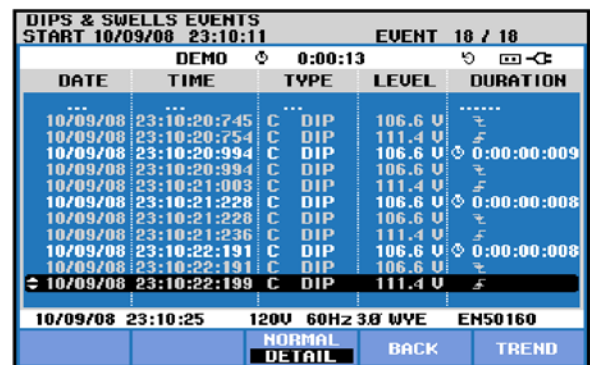 DIPS & SWELLS EVENTS
START 10/09/08 23:10:11 EVENT 18 / 18
DEMO 0:00:13
DATE TIME TYPE LEVEL DURATION
... ... ... ......
10/09/08 23:10:20:745 C DIP 106.6 V
10/09/08 23:10:20:754 C DIP 111.4 V
10/09/08 23:10:20:994 C DIP 106.6 V 0:00:00:009
10/09/08 23:10:20:994 C DIP 106.6 V
10/09/08 23:10:21:003 C DIP 111.4 V
10/09/08 23:10:21:228 C DIP 106.6 V 0:00:00:008
10/09/08 23:10:21:228 C DIP 106.6 V
10/09/08 23:10:21:236 C DIP 111.4 V
10/09/08 23:10:22:191 C DIP 106.6 V 0:00:00:008
10/09/08 23:10:22:191 C DIP 106.6 V
10/09/08 23:10:22:199 C DIP 111.4 V
10/09/08 23:10:25 120V 60Hz 3Ø WYE EN50160
NORMAL
DETAIL BACK TREND